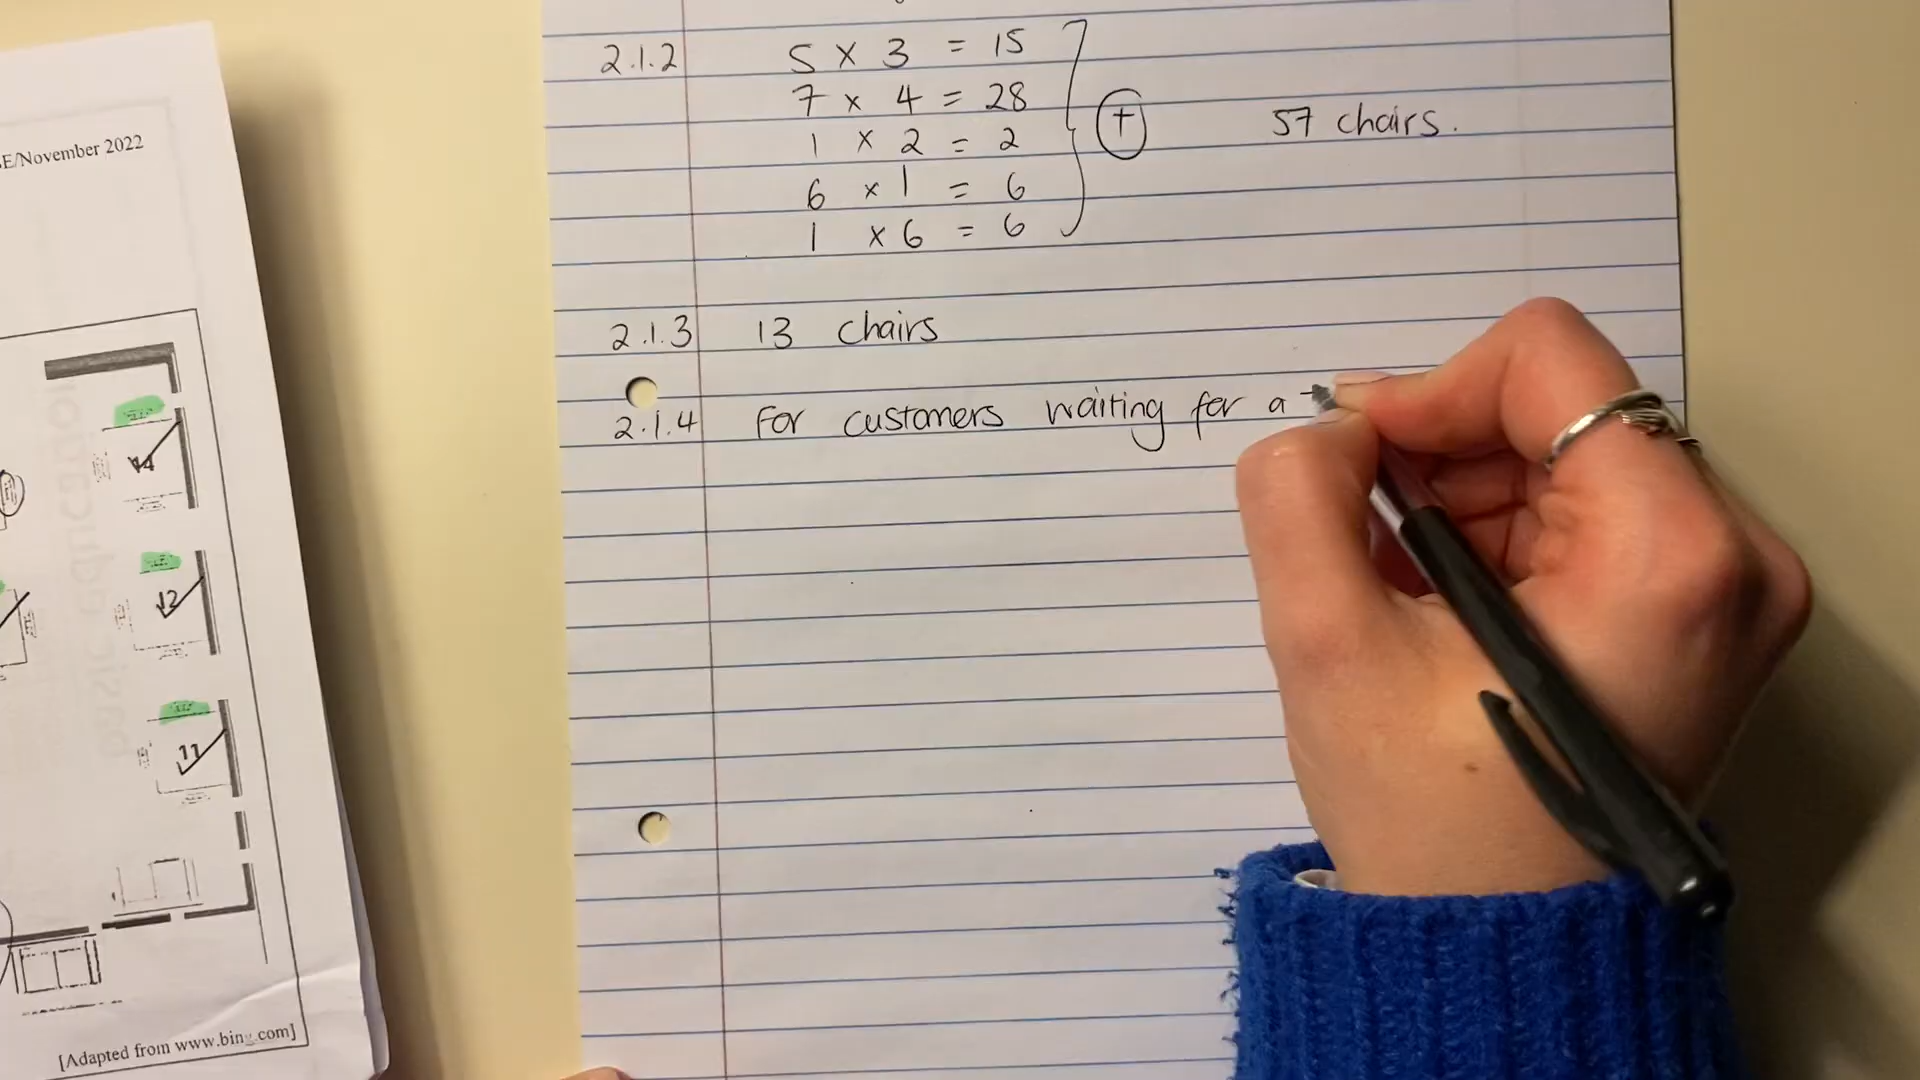 E/November 2022
2.1.2 5 x 3 = 15
7 x 4 = 28
1 x 2 = 2
6 x 1 = 6
1 x 6 = 6
+ 57 chairs.
2.1.3 13 chairs
2.1.4 For customers waiting for a
14
12
11
basic education
[Adapted from www.bing.com]